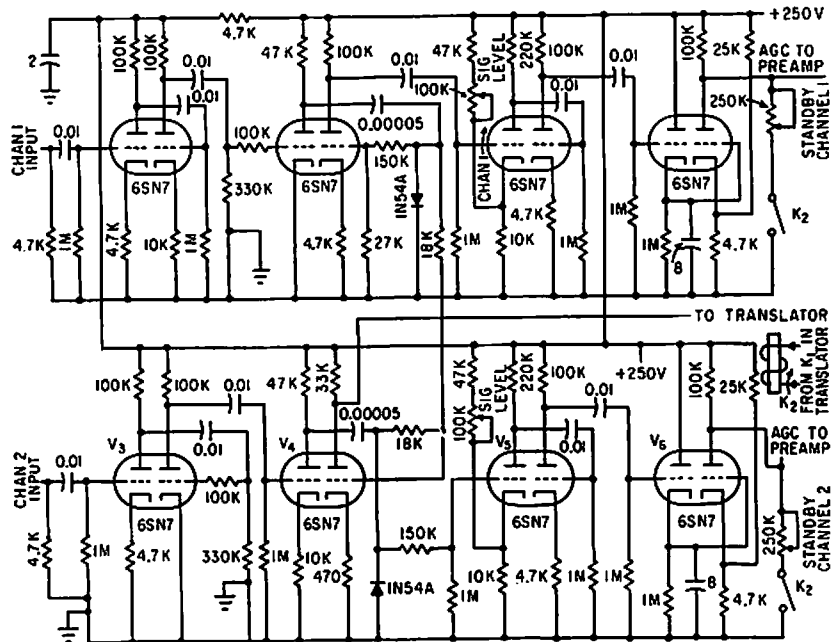 +250V
4.7K
2
100K
100K
0.01
0.01
47K
100K
0.01
47K
SIG LEVEL
100K
220K
100K
0.01
0.01
100K
25K
AGC TO PREAMP
250K
STANDBY CHANNEL 1
CHAN 1 INPUT
0.01
6SN7
100K
330K
6SN7
0.00005
150K
1N54A
CHAN 1
6SN7
6SN7
K2
4.7K
1M
4.7K
10K
1M
4.7K
27K
18K
1M
10K
4.7K
1M
1M
1M
8
4.7K
TO TRANSLATOR
100K
100K
0.01
0.01
47K
33K
0.00005
18K
47K
100K
SIG LEVEL
220K
100K
0.01
0.01
+250V
100K
25K
K2
FROM K1 IN TRANSLATOR
AGC TO PREAMP
CHAN 2 INPUT
0.01
V3
6SN7
100K
V4
6SN7
V5
6SN7
V6
6SN7
250K
STANDBY CHANNEL 2
4.7K
1M
4.7K
330K
1M
10K
470
150K
1N54A
1M
10K
4.7K
1M
1M
1M
8
4.7K
K2